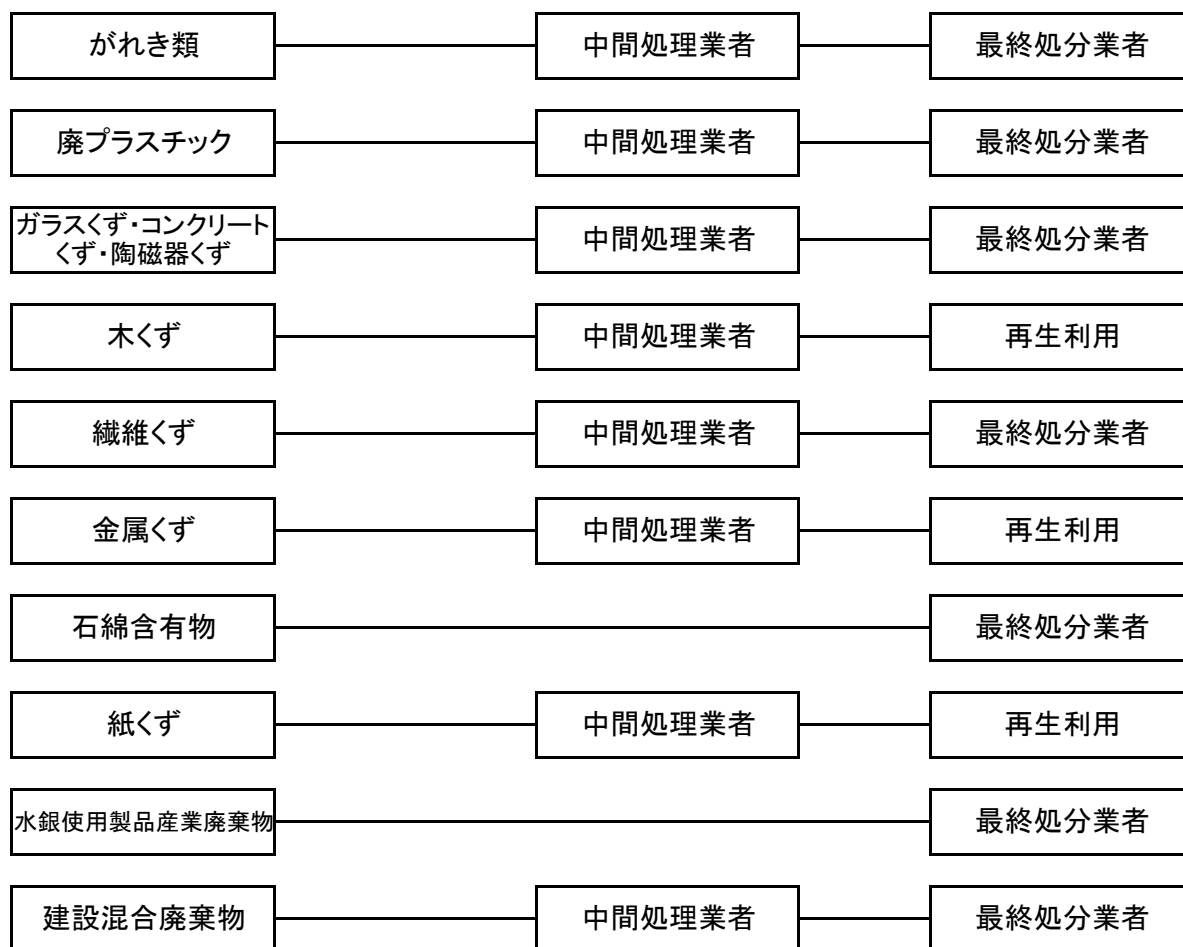 がれき類
中間処理業者
最終処分業者
廃プラスチック
中間処理業者
最終処分業者
ガラスくず・コンクリート
くず・陶磁器くず
中間処理業者
最終処分業者
木くず
中間処理業者
再生利用
繊維くず
中間処理業者
最終処分業者
金属くず
中間処理業者
再生利用
石綿含有物
最終処分業者
紙くず
中間処理業者
再生利用
水銀使用製品産業廃棄物
最終処分業者
建設混合廃棄物
中間処理業者
最終処分業者